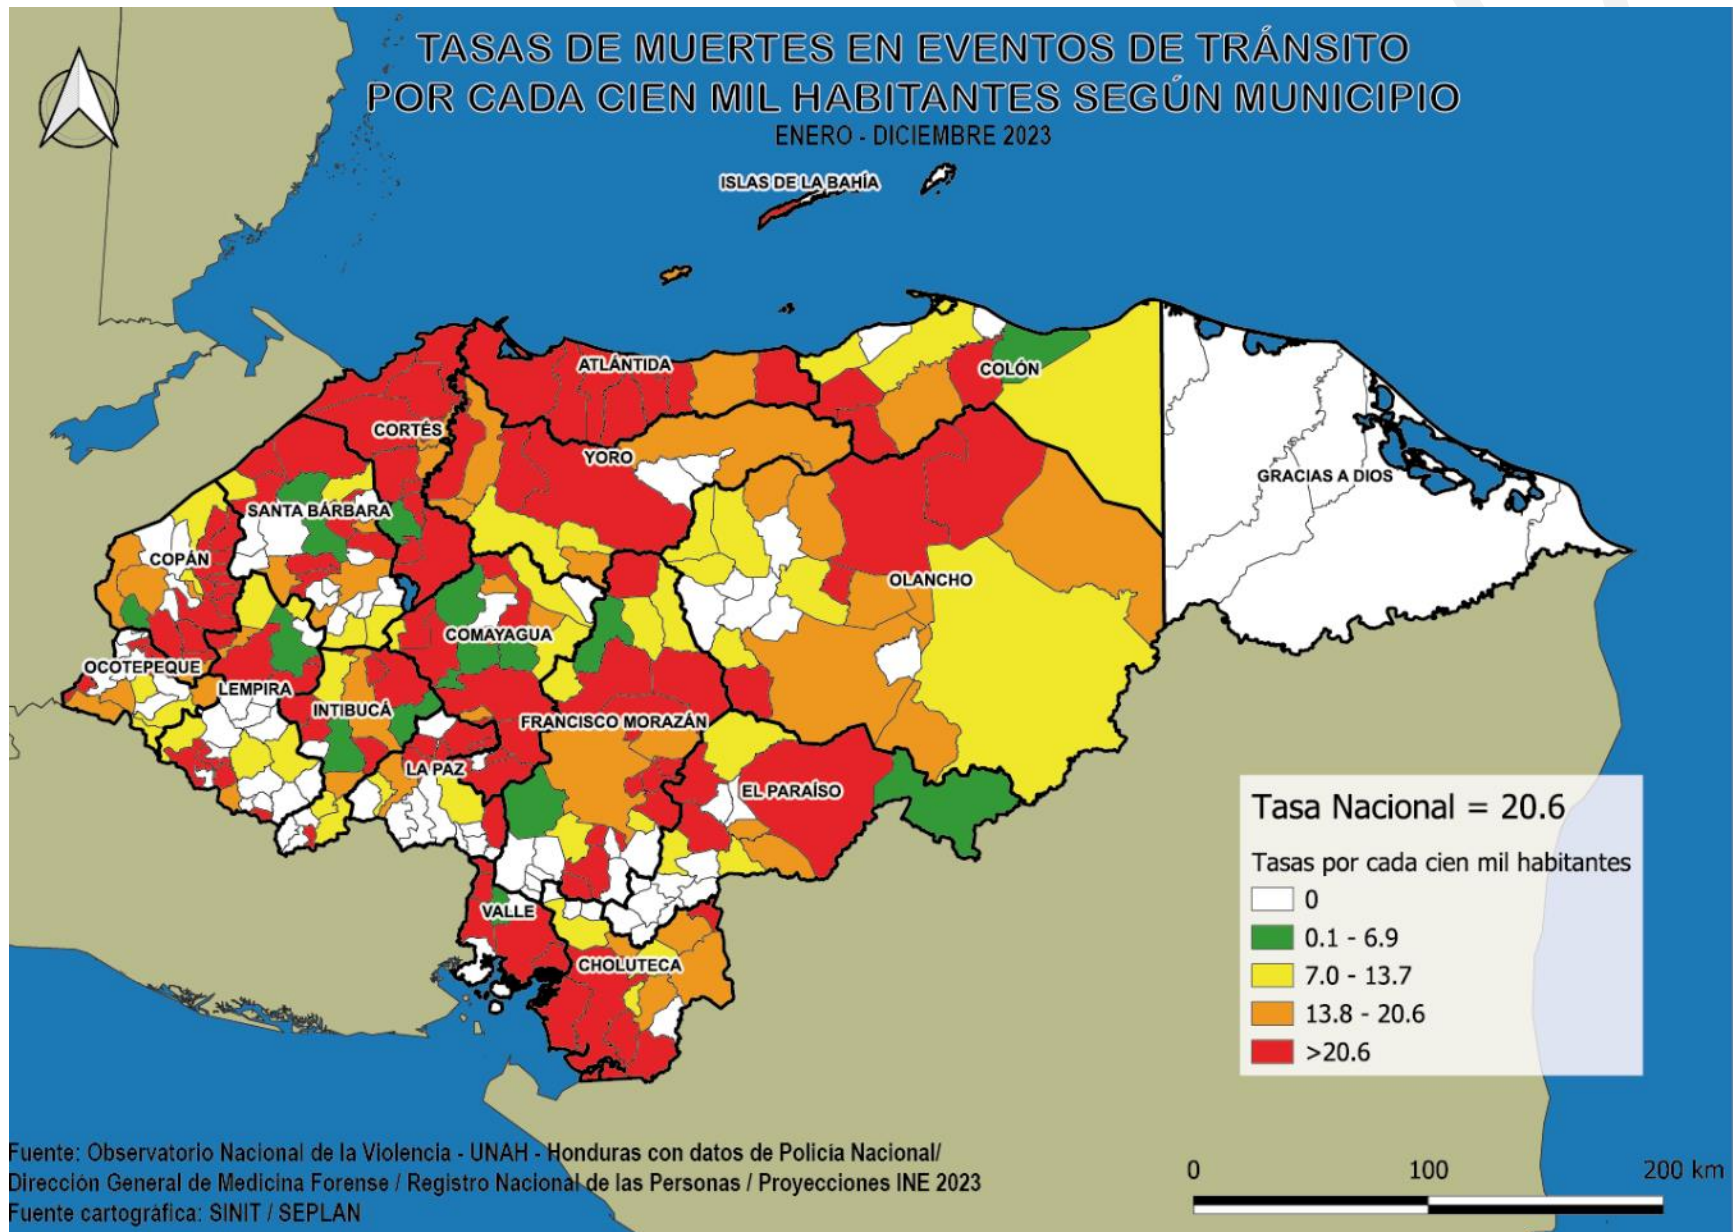 TASAS DE MUERTES EN EVENTOS DE TRÁNSITO
POR CADA CIEN MIL HABITANTES SEGÚN MUNICIPIO
ENERO - DICIEMBRE 2023
ISLAS DE LA BAHÍA
ATLÁNTIDA
COLÓN
CORTÉS
YORO
GRACIAS A DIOS
SANTA BÁRBARA
COPÁN
OLANCHO
COMAYAGUA
OCOTEPEQUE
LEMPIRA
INTIBUCÁ
FRANCISCO MORAZÁN
LA PAZ
EL PARAÍSO
VALLE
CHOLUTECA
Tasa Nacional = 20.6
Tasas por cada cien mil habitantes
0
0.1 - 6.9
7.0 - 13.7
13.8 - 20.6
>20.6
Fuente: Observatorio Nacional de la Violencia - UNAH - Honduras con datos de Policía Nacional/
Dirección General de Medicina Forense / Registro Nacional de las Personas / Proyecciones INE 2023
Fuente cartográfica: SINIT / SEPLAN
0 100 200 km